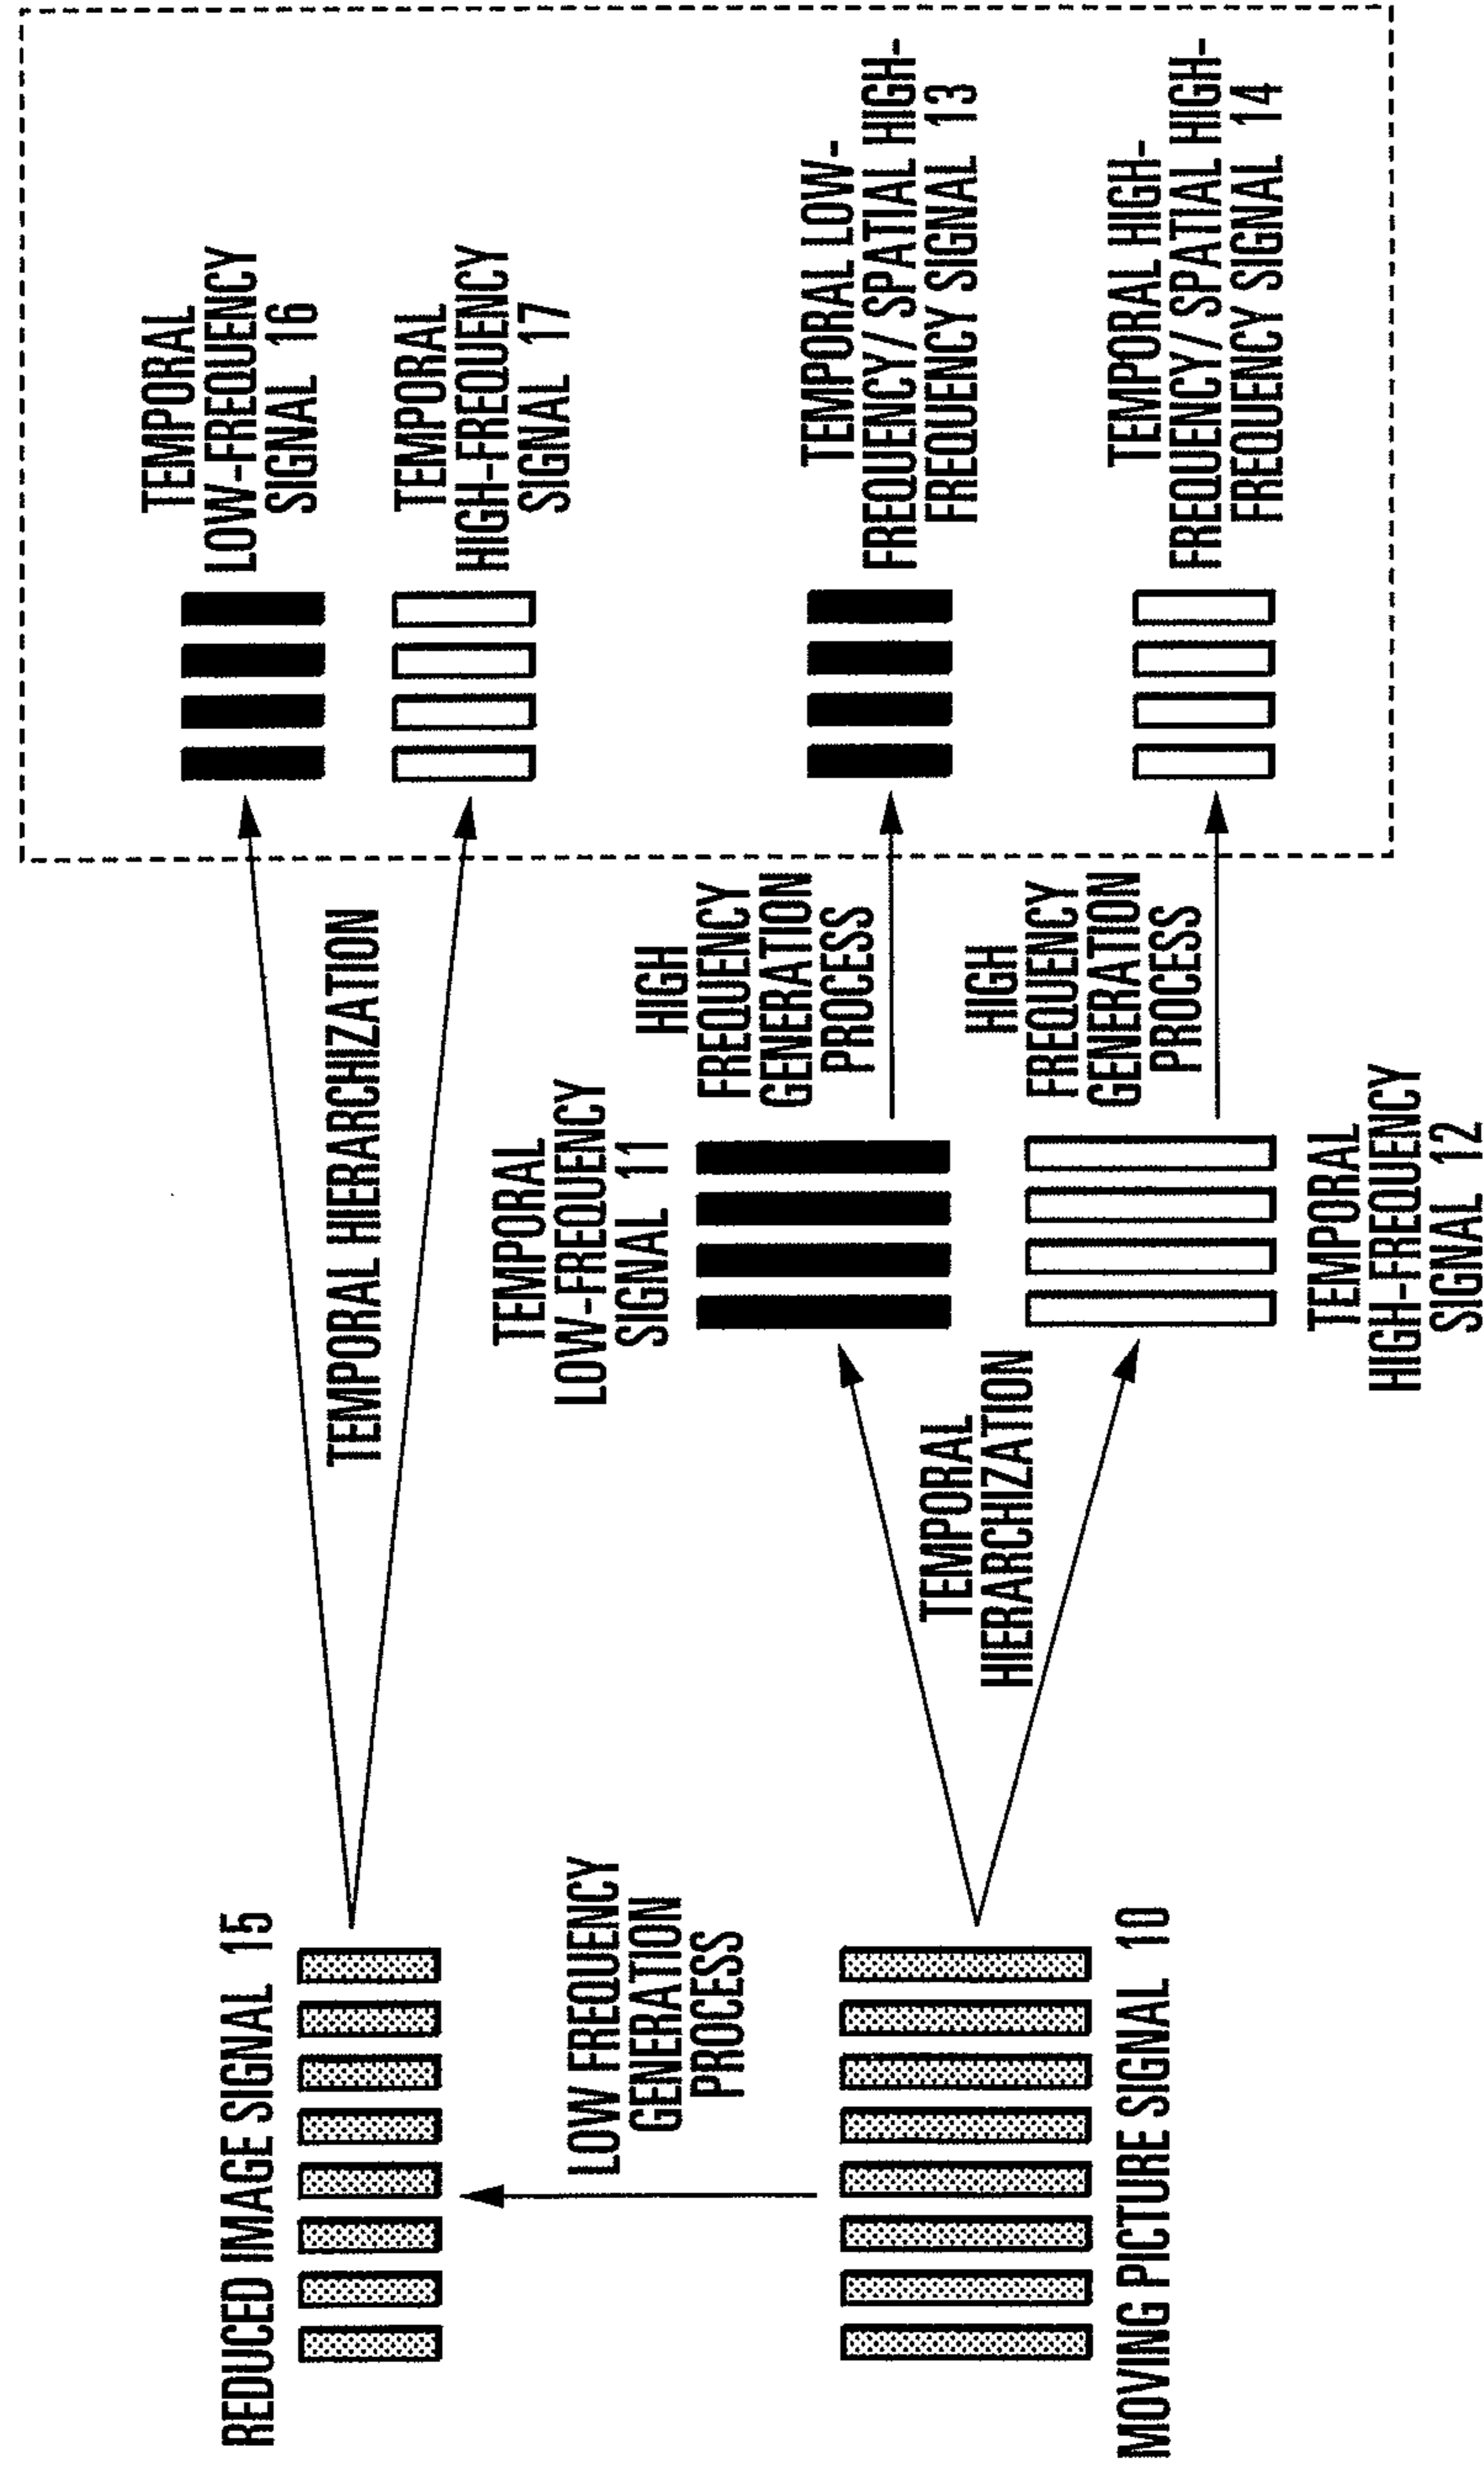 REDUCED IMAGE SIGNAL 15
TEMPORAL HIERARCHIZATION
TEMPORAL
LOW-FREQUENCY
SIGNAL 16
TEMPORAL
HIGH-FREQUENCY
SIGNAL 17
LOW FREQUENCY
GENERATION
PROCESS
MOVING PICTURE SIGNAL 10
TEMPORAL
HIERARCHIZATION
TEMPORAL
LOW-FREQUENCY
SIGNAL 11
TEMPORAL
HIGH-FREQUENCY
SIGNAL 12
HIGH
FREQUENCY
GENERATION
PROCESS
HIGH
FREQUENCY
GENERATION
PROCESS
TEMPORAL LOW-
FREQUENCY/ SPATIAL HIGH-
FREQUENCY SIGNAL 13
TEMPORAL HIGH-
FREQUENCY/ SPATIAL HIGH-
FREQUENCY SIGNAL 14